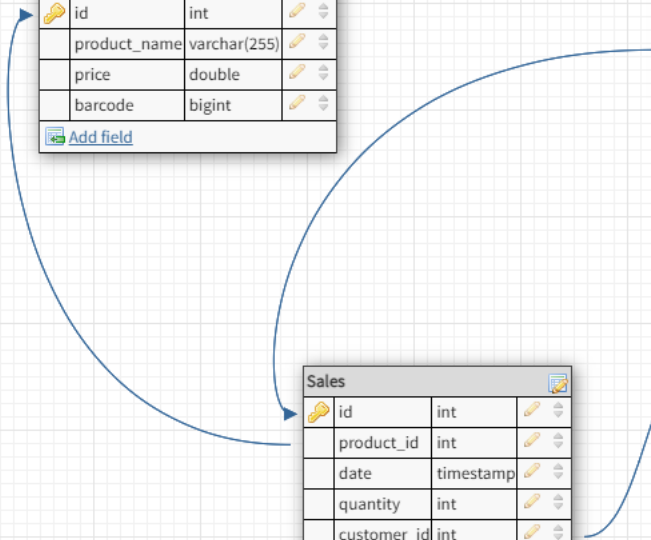 id int
product_name varchar(255)
price double
barcode bigint
Add field
Sales
id int
product_id int
date timestamp
quantity int
customer_id int